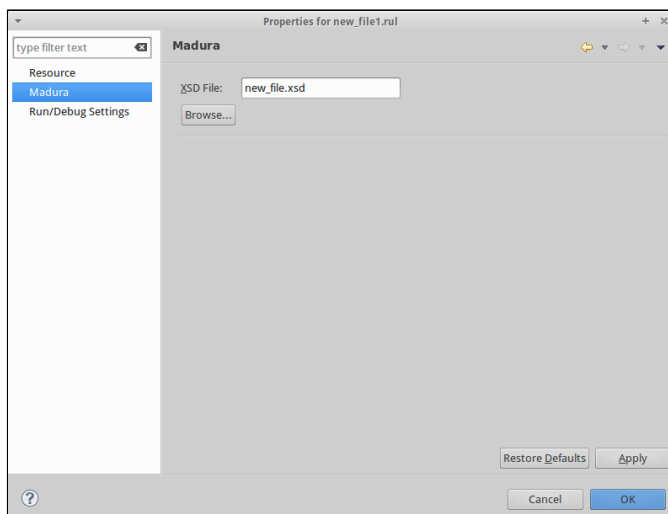 Properties for new_file1.rul
type filter text
Madura
Resource
Madura
Run/Debug Settings
XSD File: new_file.xsd
Browse...
Restore Defaults Apply
Cancel OK